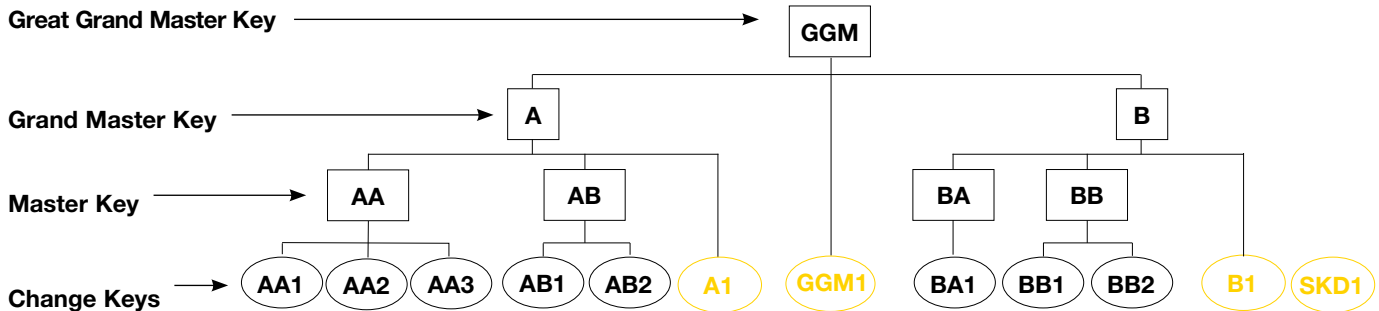 Great Grand Master Key GGM
Grand Master Key A B
Master Key AA AB BA BB
Change Keys AA1 AA2 AA3 AB1 AB2 A1 GGM1 BA1 BB1 BB2 B1 SKD1